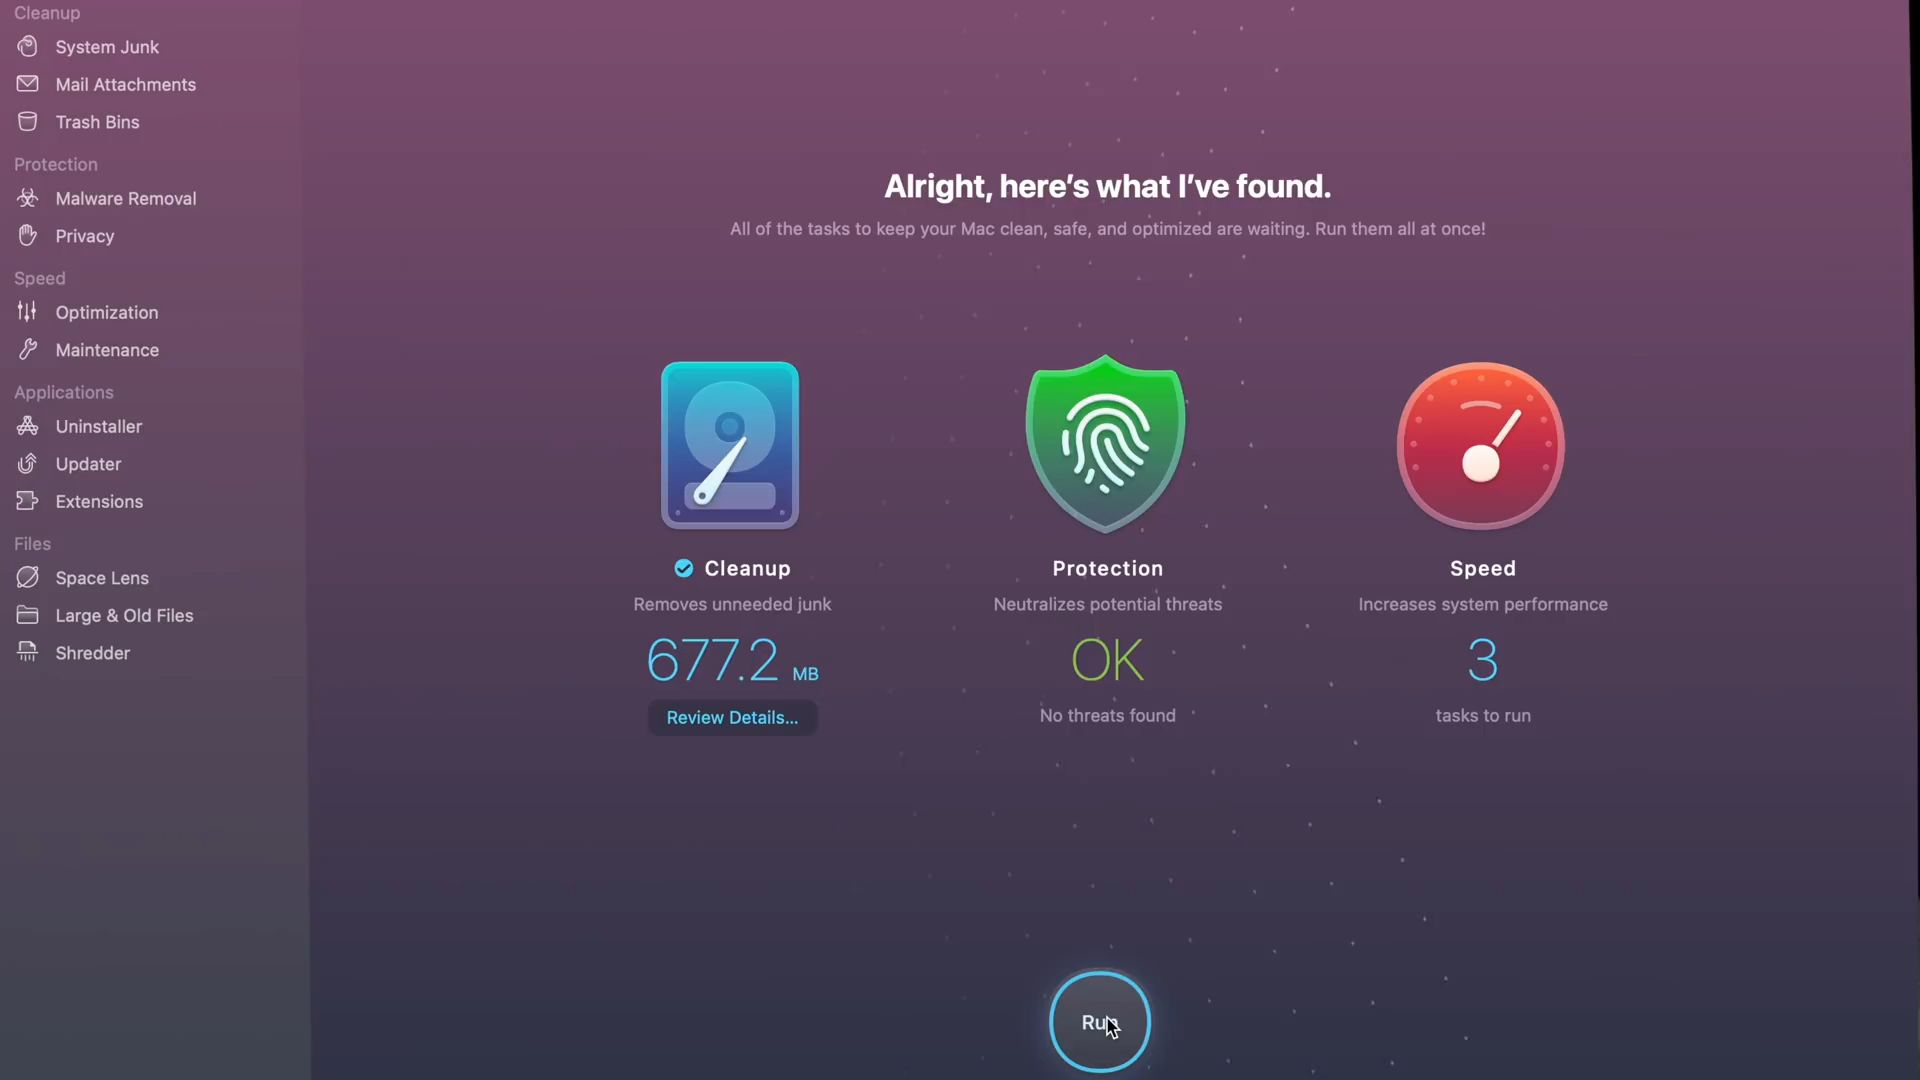 Cleanup
System Junk
Mail Attachments
Trash Bins
Protection
Malware Removal
Privacy
Speed
Optimization
Maintenance
Applications
Uninstaller
Updater
Extensions
Files
Space Lens
Large & Old Files
Shredder
Alright, here’s what I’ve found.
All of the tasks to keep your Mac clean, safe, and optimized are waiting. Run them all at once!
Cleanup
Removes unneeded junk
677.2 MB
Review Details...
Protection
Neutralizes potential threats
OK
No threats found
Speed
Increases system performance
3
tasks to run
Run